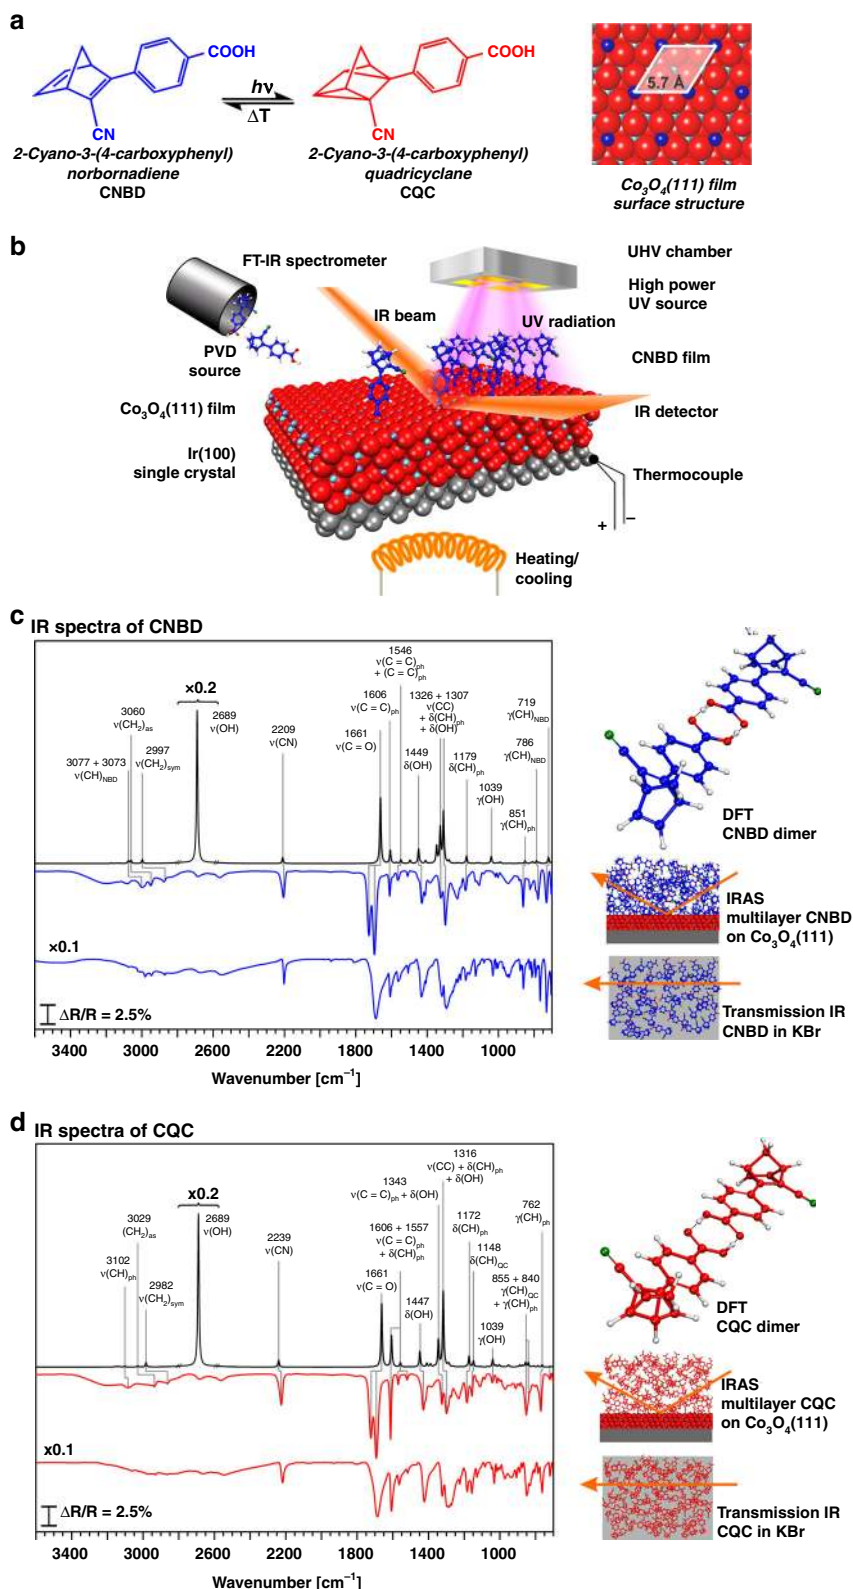 a
COOH
CN
2-Cyano-3-(4-carboxyphenyl)
norbornadiene
CNBD
hν
ΔT
COOH
CN
2-Cyano-3-(4-carboxyphenyl)
quadricyclane
CQC
5.7 Å
Co₃O₄(111) film
surface structure
b
FT-IR spectrometer
UHV chamber
High power
UV source
IR beam
UV radiation
PVD
source
CNBD film
Co₃O₄(111) film
IR detector
Ir(100)
single crystal
Thermocouple
+ −
Heating/
cooling
c
IR spectra of CNBD
1546
ν(C = C)ph
+ (C = C)ph
×0.2
3060
ν(CH₂)as
2689
ν(OH)
1606
ν(C = C)ph
1326 + 1307
ν(CC)
+ δ(CH)ph
+ δ(OH)
719
γ(CH)NBD
2209
ν(CN)
1661
ν(C = O)
2997
ν(CH₂)sym
3077 + 3073
ν(CH)NBD
1449
δ(OH)
1179
δ(CH)ph
786
γ(CH)NBD
1039
γ(OH)
851
γ(CH)ph
×0.1
ΔR/R = 2.5%
3400 3000 2600 2200 1800 1400 1000
Wavenumber [cm⁻¹]
DFT
CNBD dimer
IRAS
multilayer CNBD
on Co₃O₄(111)
Transmission IR
CNBD in KBr
d
IR spectra of CQC
1316
ν(CC) + δ(CH)ph
+ δ(OH)
x0.2
1343
ν(C = C)ph + δ(OH)
3029
(CH₂)as
2689
ν(OH)
762
γ(CH)ph
2239
ν(CN)
1606 + 1557
ν(C = C)ph
+ δ(CH)ph
1172
δ(CH)ph
1148
δ(CH)QC
3102
ν(CH)ph
2982
ν(CH₂)sym
1661
ν(C = O)
855 + 840
γ(CH)QC
+ γ(CH)ph
1447
δ(OH)
1039
γ(OH)
x0.1
ΔR/R = 2.5%
3400 3000 2600 2200 1800 1400 1000
Wavenumber [cm⁻¹]
DFT
CQC dimer
IRAS
multilayer CQC
on Co₃O₄(111)
Transmission IR
CQC in KBr